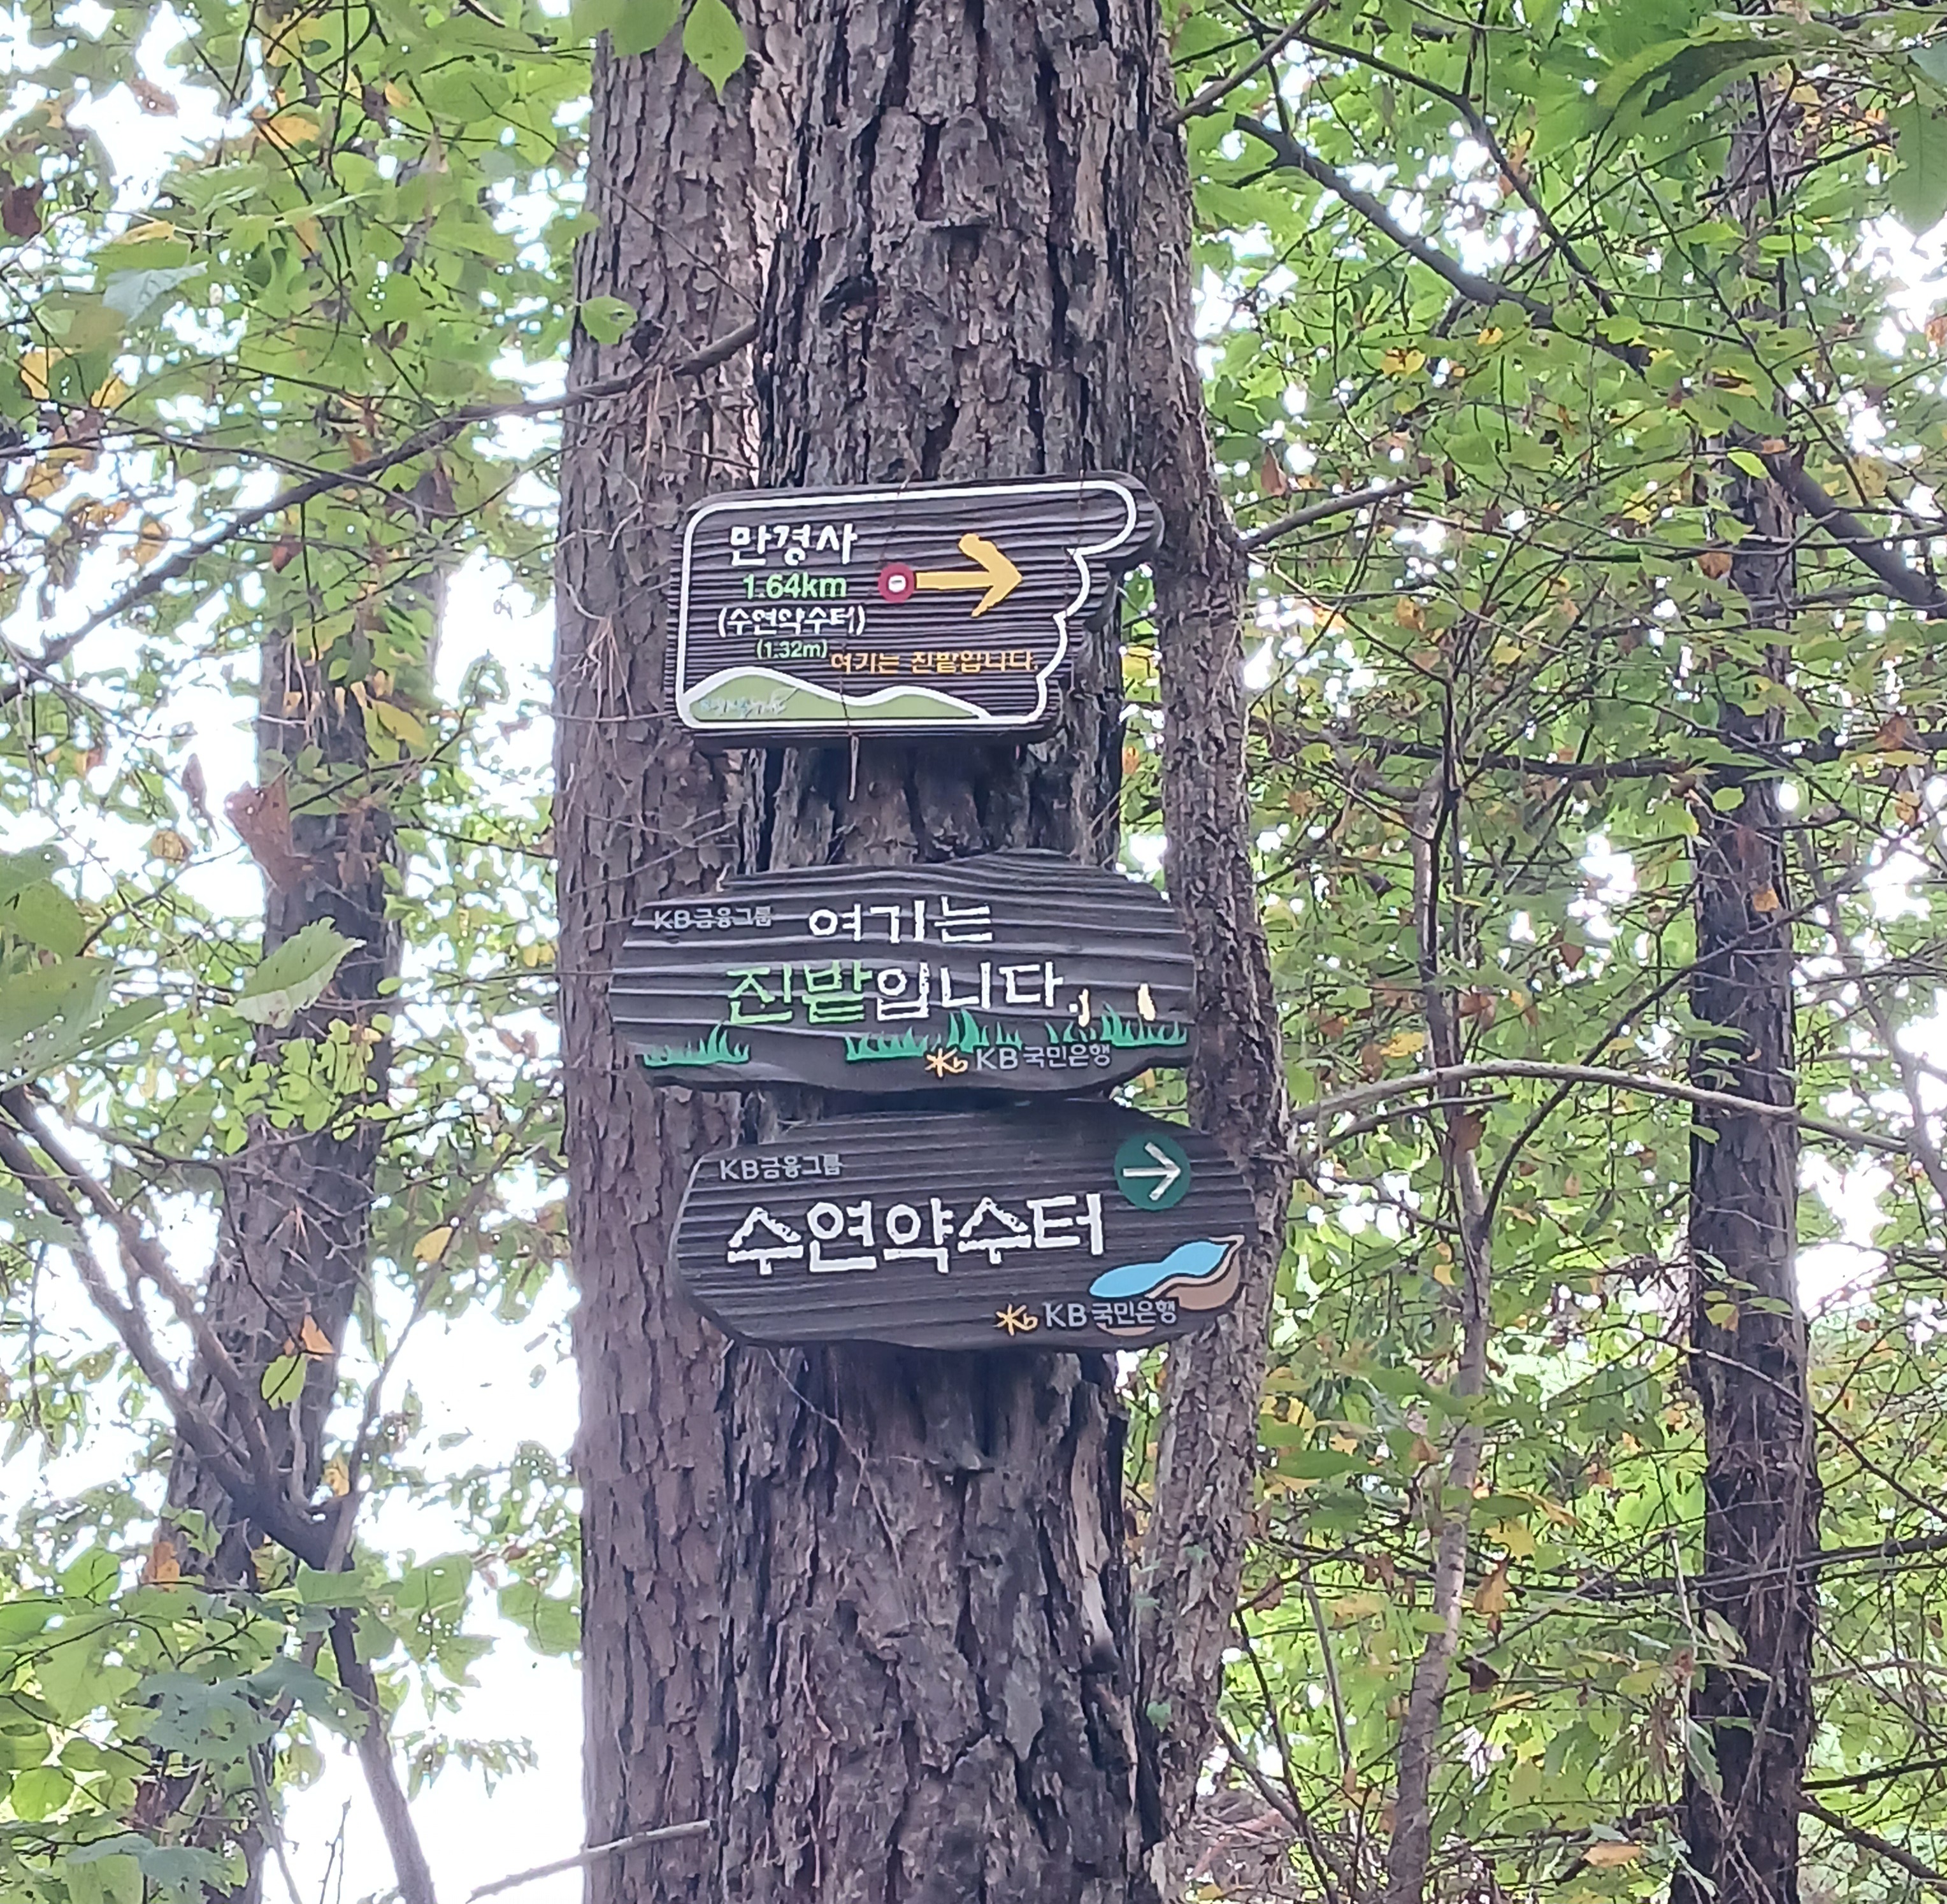 만경사
1.64km
(수연약수터)
(1.32m)
여기는 진밭입니다.
KB금융그룹
여기는
진밭입니다.
KB국민은행
KB금융그룹
수연약수터
KB국민은행